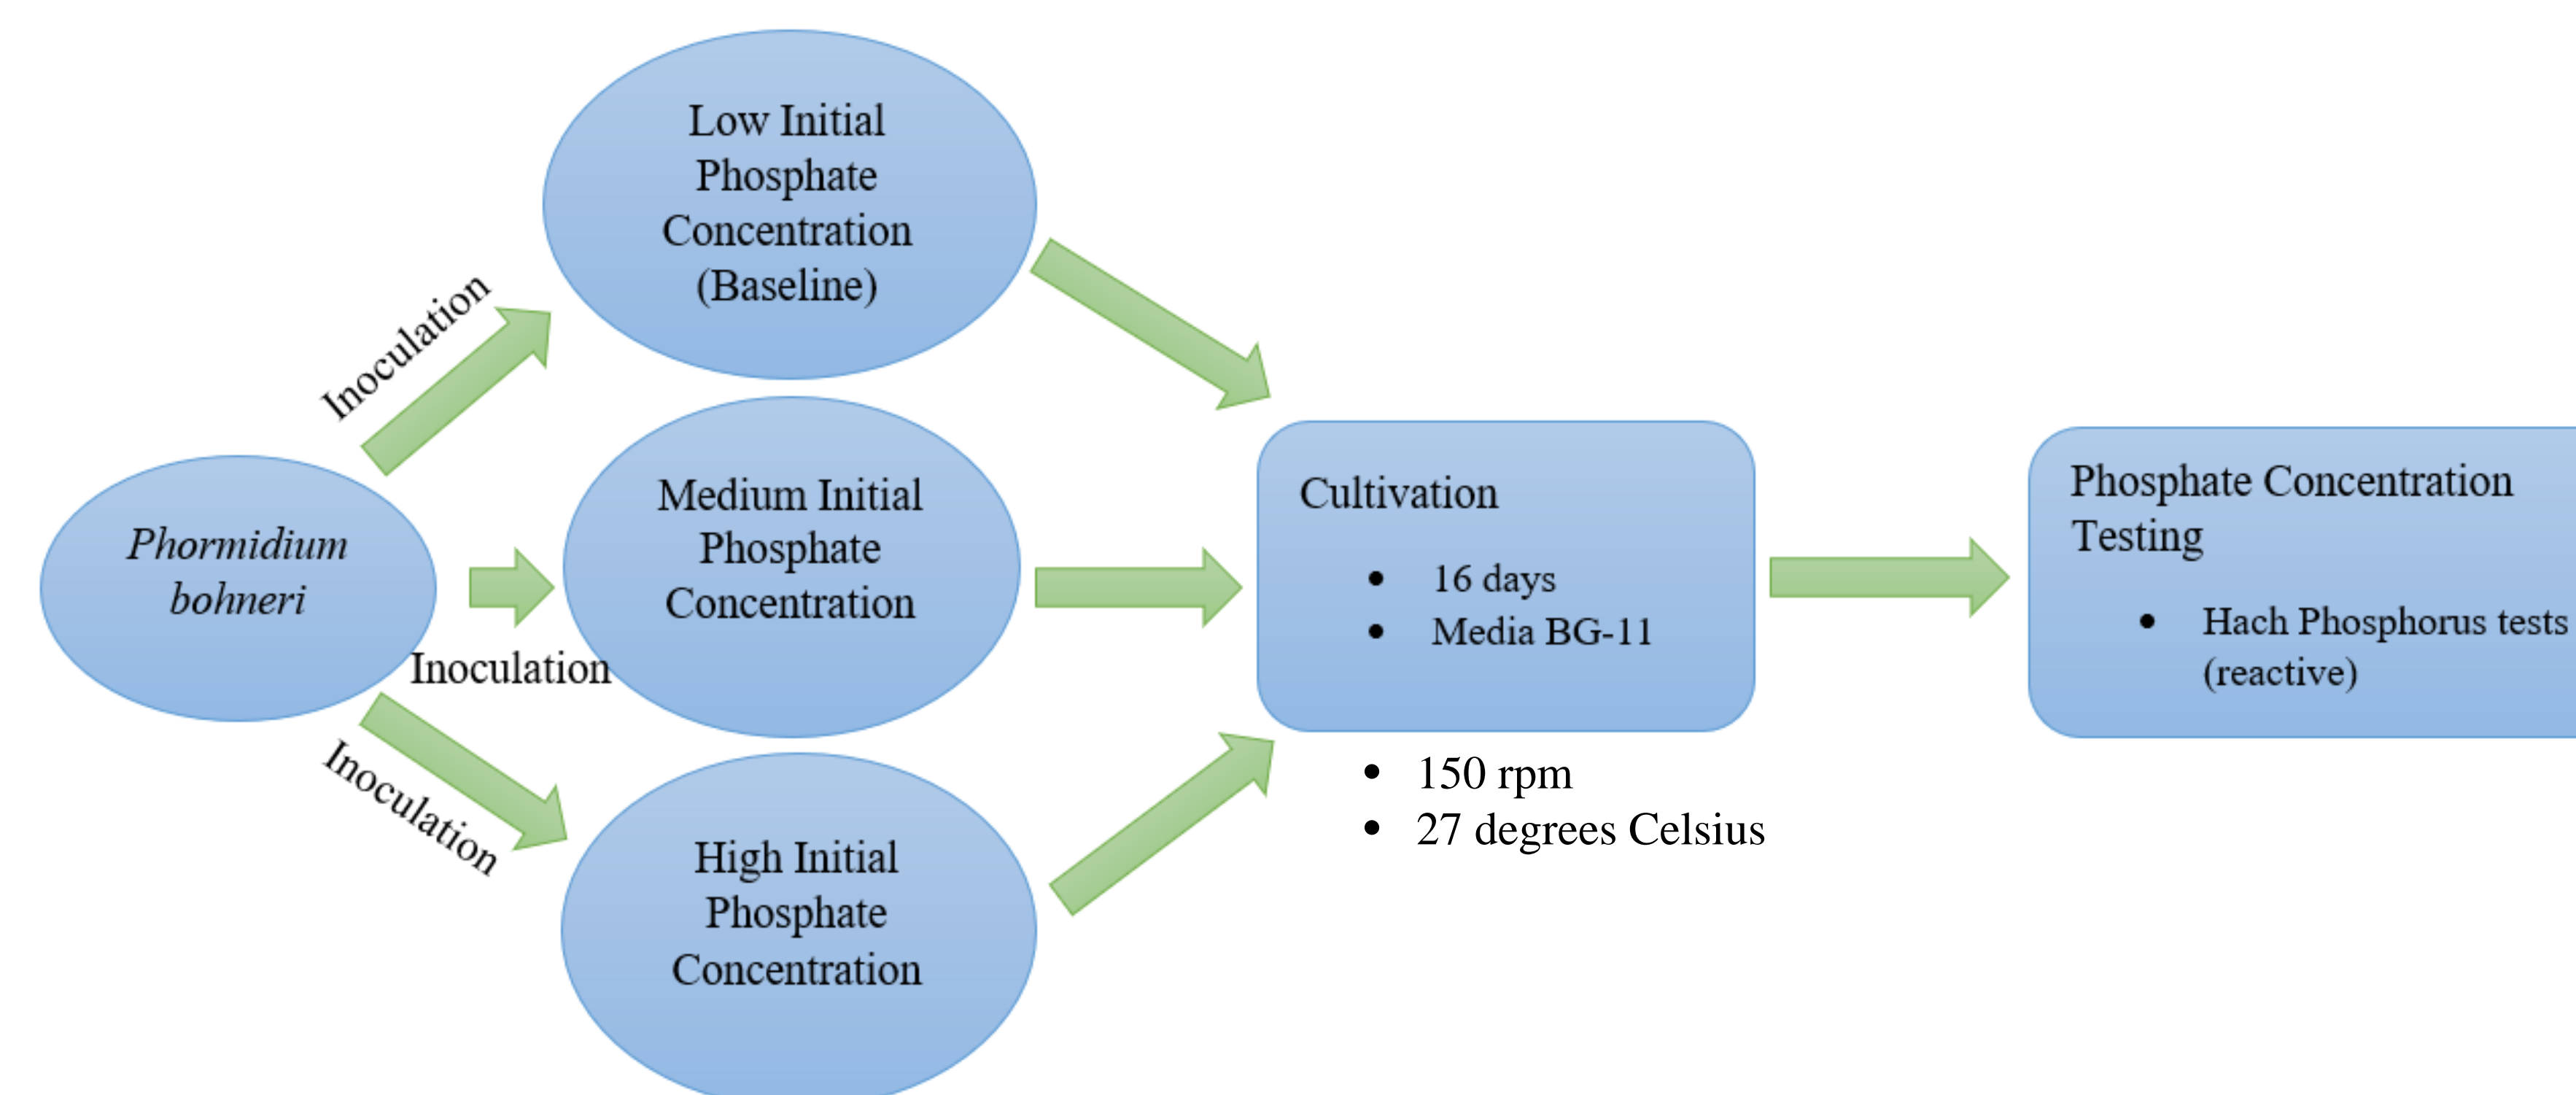 Low Initial
Phosphate
Concentration
(Baseline)
Inoculation
Phormidium
bohneri
Medium Initial
Phosphate
Concentration
Inoculation
Inoculation
High Initial
Phosphate
Concentration
Cultivation
• 16 days
• Media BG-11
• 150 rpm
• 27 degrees Celsius
Phosphate Concentration
Testing
• Hach Phosphorus tests
(reactive)